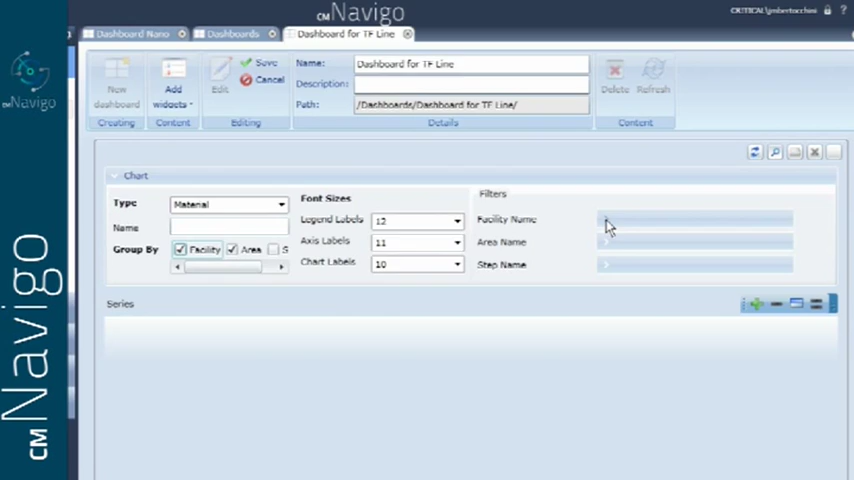 CMNavigo
CRITICAL\gmbertocchini
Dashboard Nano
Dashboards
Dashboard for TF Line
New dashboard
Creating
Add widgets
Content
Edit
Save
Cancel
Editing
Name: Dashboard for TF Line
Description:
Path: /Dashboards/Dashboard for TF Line/
Details
Delete
Refresh
Content
CMNavigo
Chart
Type Material
Name
Group By Facility Area S
Font Sizes
Legend Labels 12
Axis Labels 11
Chart Labels 10
Filters
Facility Name
Area Name
Step Name
Series
CMNavigo